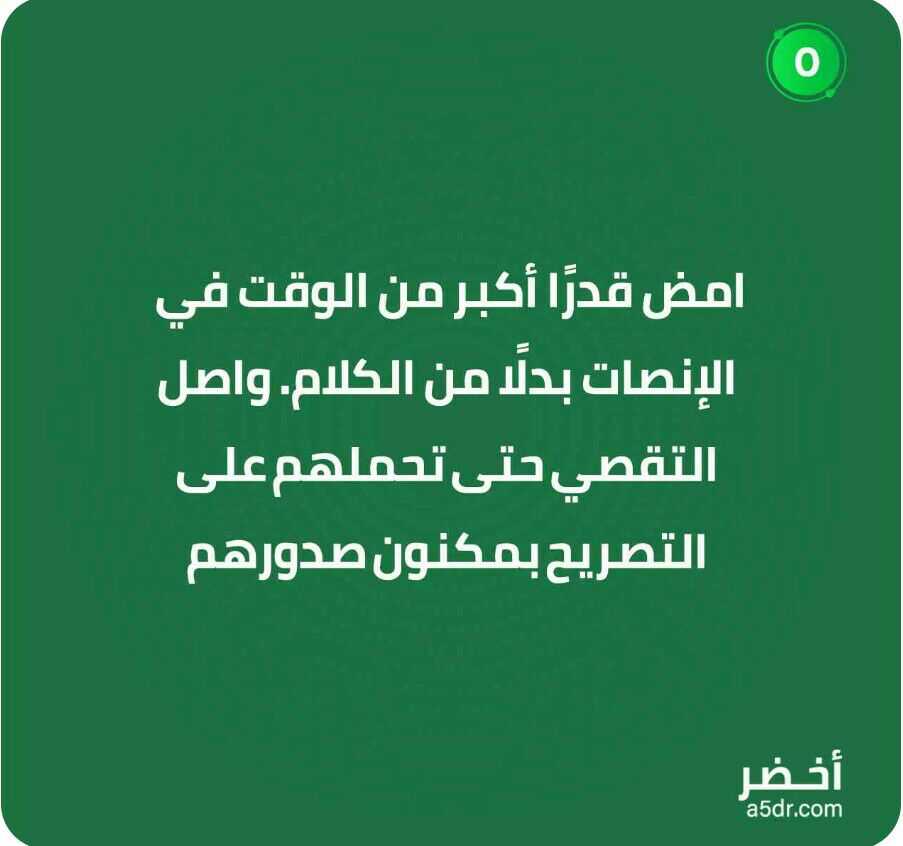 ٥
امض قدرًا أكبر من الوقت في
الإنصات بدلًا من الكلام. واصل
التقصي حتى تحملهم على
التصريح بمكنون صدورهم
أخضر
a5dr.com